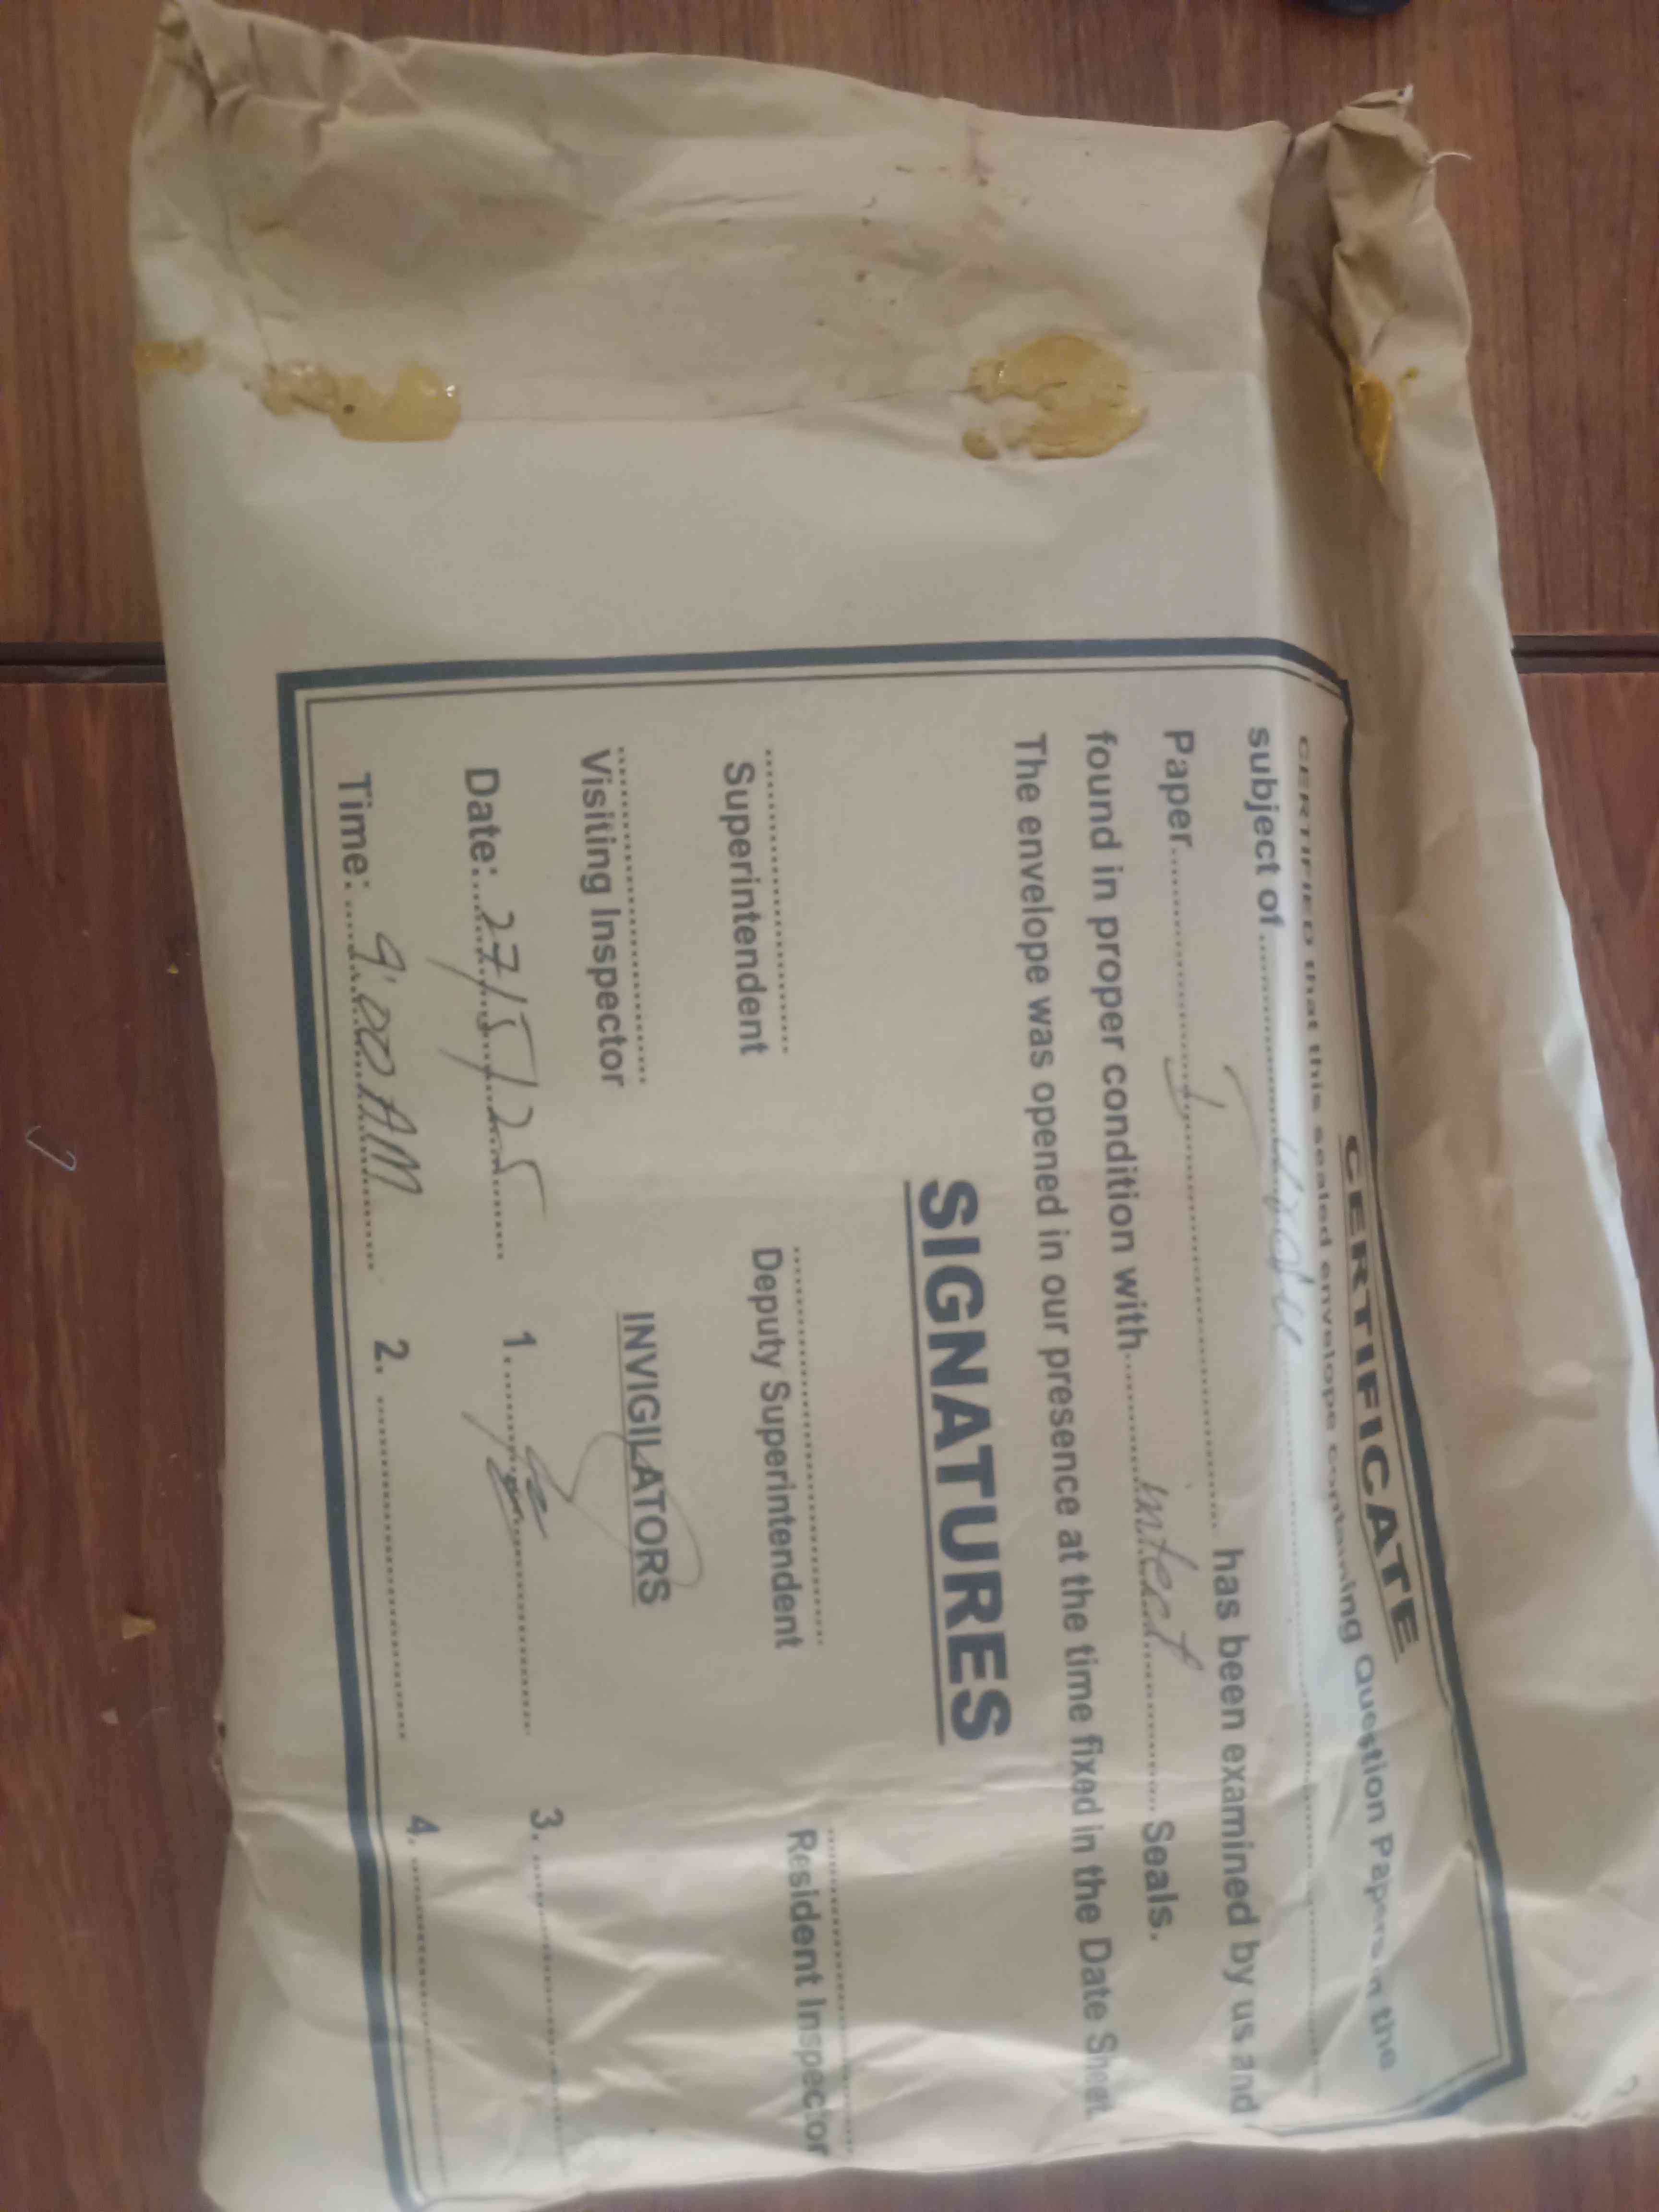 CERTIFICATE
CERTIFIED that this sealed envelope containing Question Papers in the
subject of ............................
Paper............I............ has been examined by us and
found in proper condition with............intect............ Seals.
The envelope was opened in our presence at the time fixed in the Date Sheet.
SIGNATURES
Superintendent
Deputy Superintendent
Resident Inspector
Visiting Inspector
INVIGILATORS
Date: 27/5/25
1.
3.
Time: 9:00 AM
2.
4.